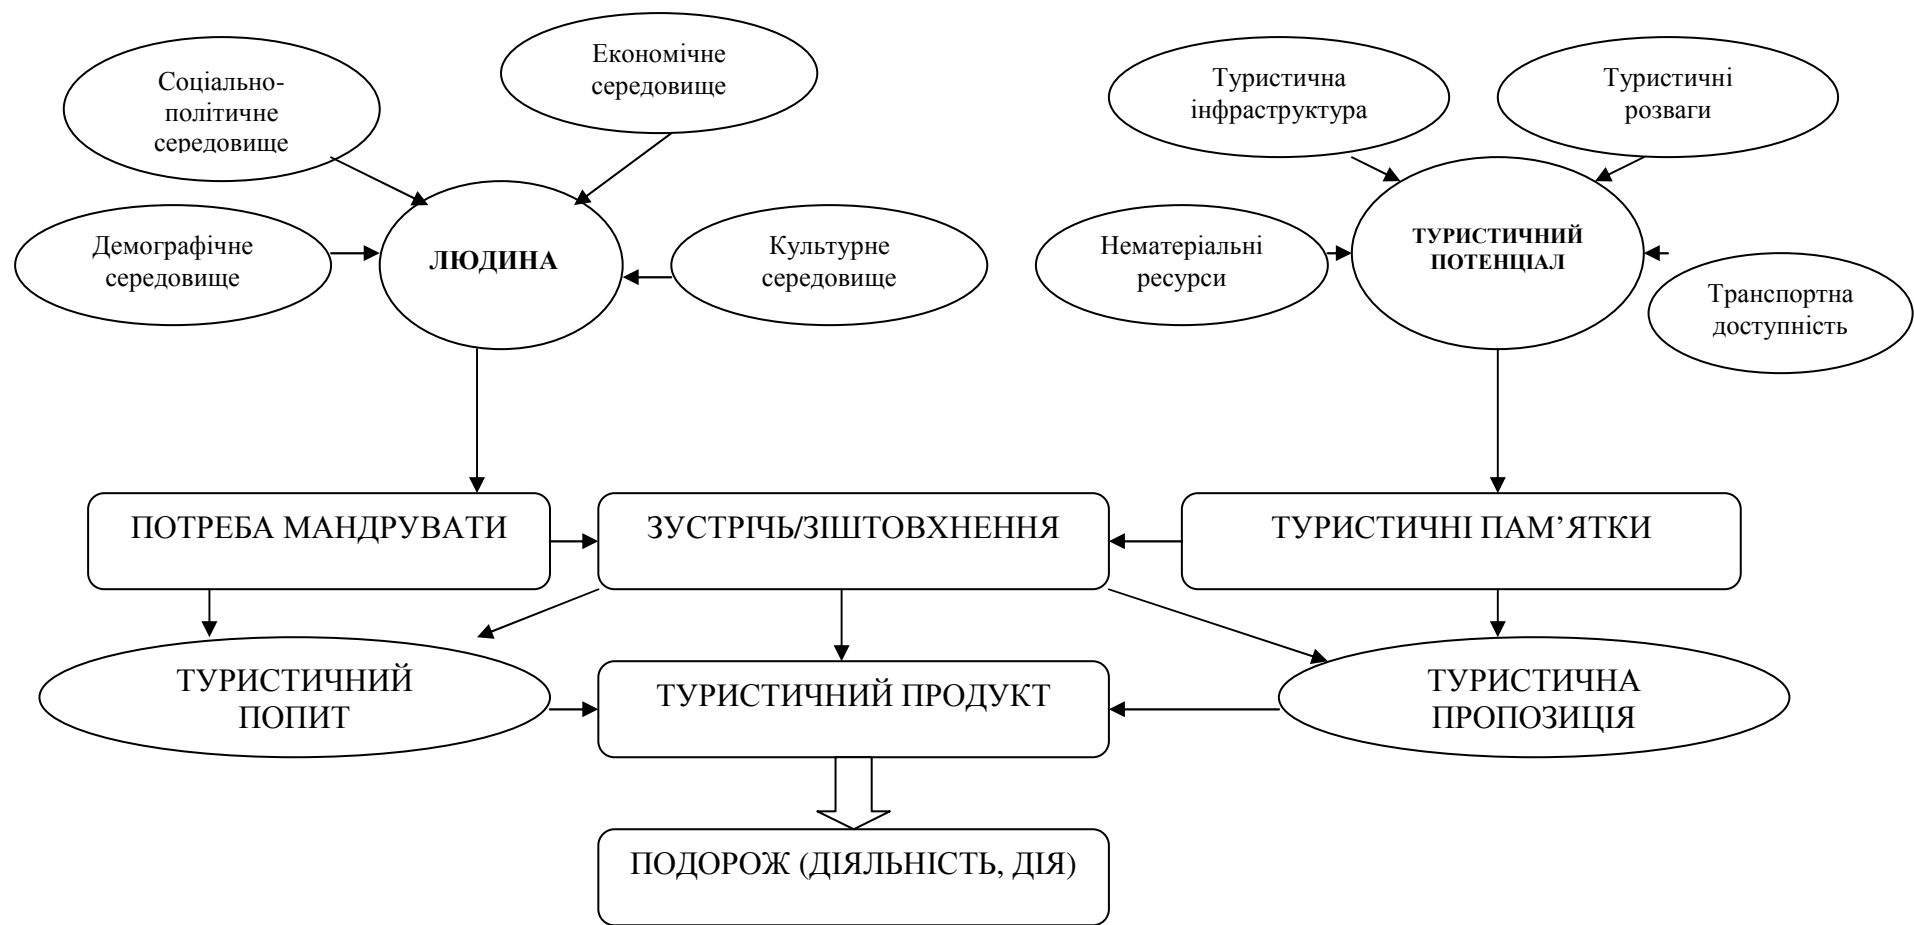 Соціально-
політичне
середовище
Економічне
середовище
Туристична
інфраструктура
Туристичні
розваги
Демографічне
середовище
ЛЮДИНА
Культурне
середовище
Нематеріальні
ресурси
ТУРИСТИЧНИЙ
ПОТЕНЦІАЛ
Транспортна
доступність
ПОТРЕБА МАНДРУВАТИ
ЗУСТРІЧЬ/ЗІШТОВХНЕННЯ
ТУРИСТИЧНІ ПАМ’ЯТКИ
ТУРИСТИЧНИЙ
ПОПИТ
ТУРИСТИЧНИЙ ПРОДУКТ
ТУРИСТИЧНА
ПРОПОЗИЦІЯ
ПОДОРОЖ (ДІЯЛЬНІСТЬ, ДІЯ)